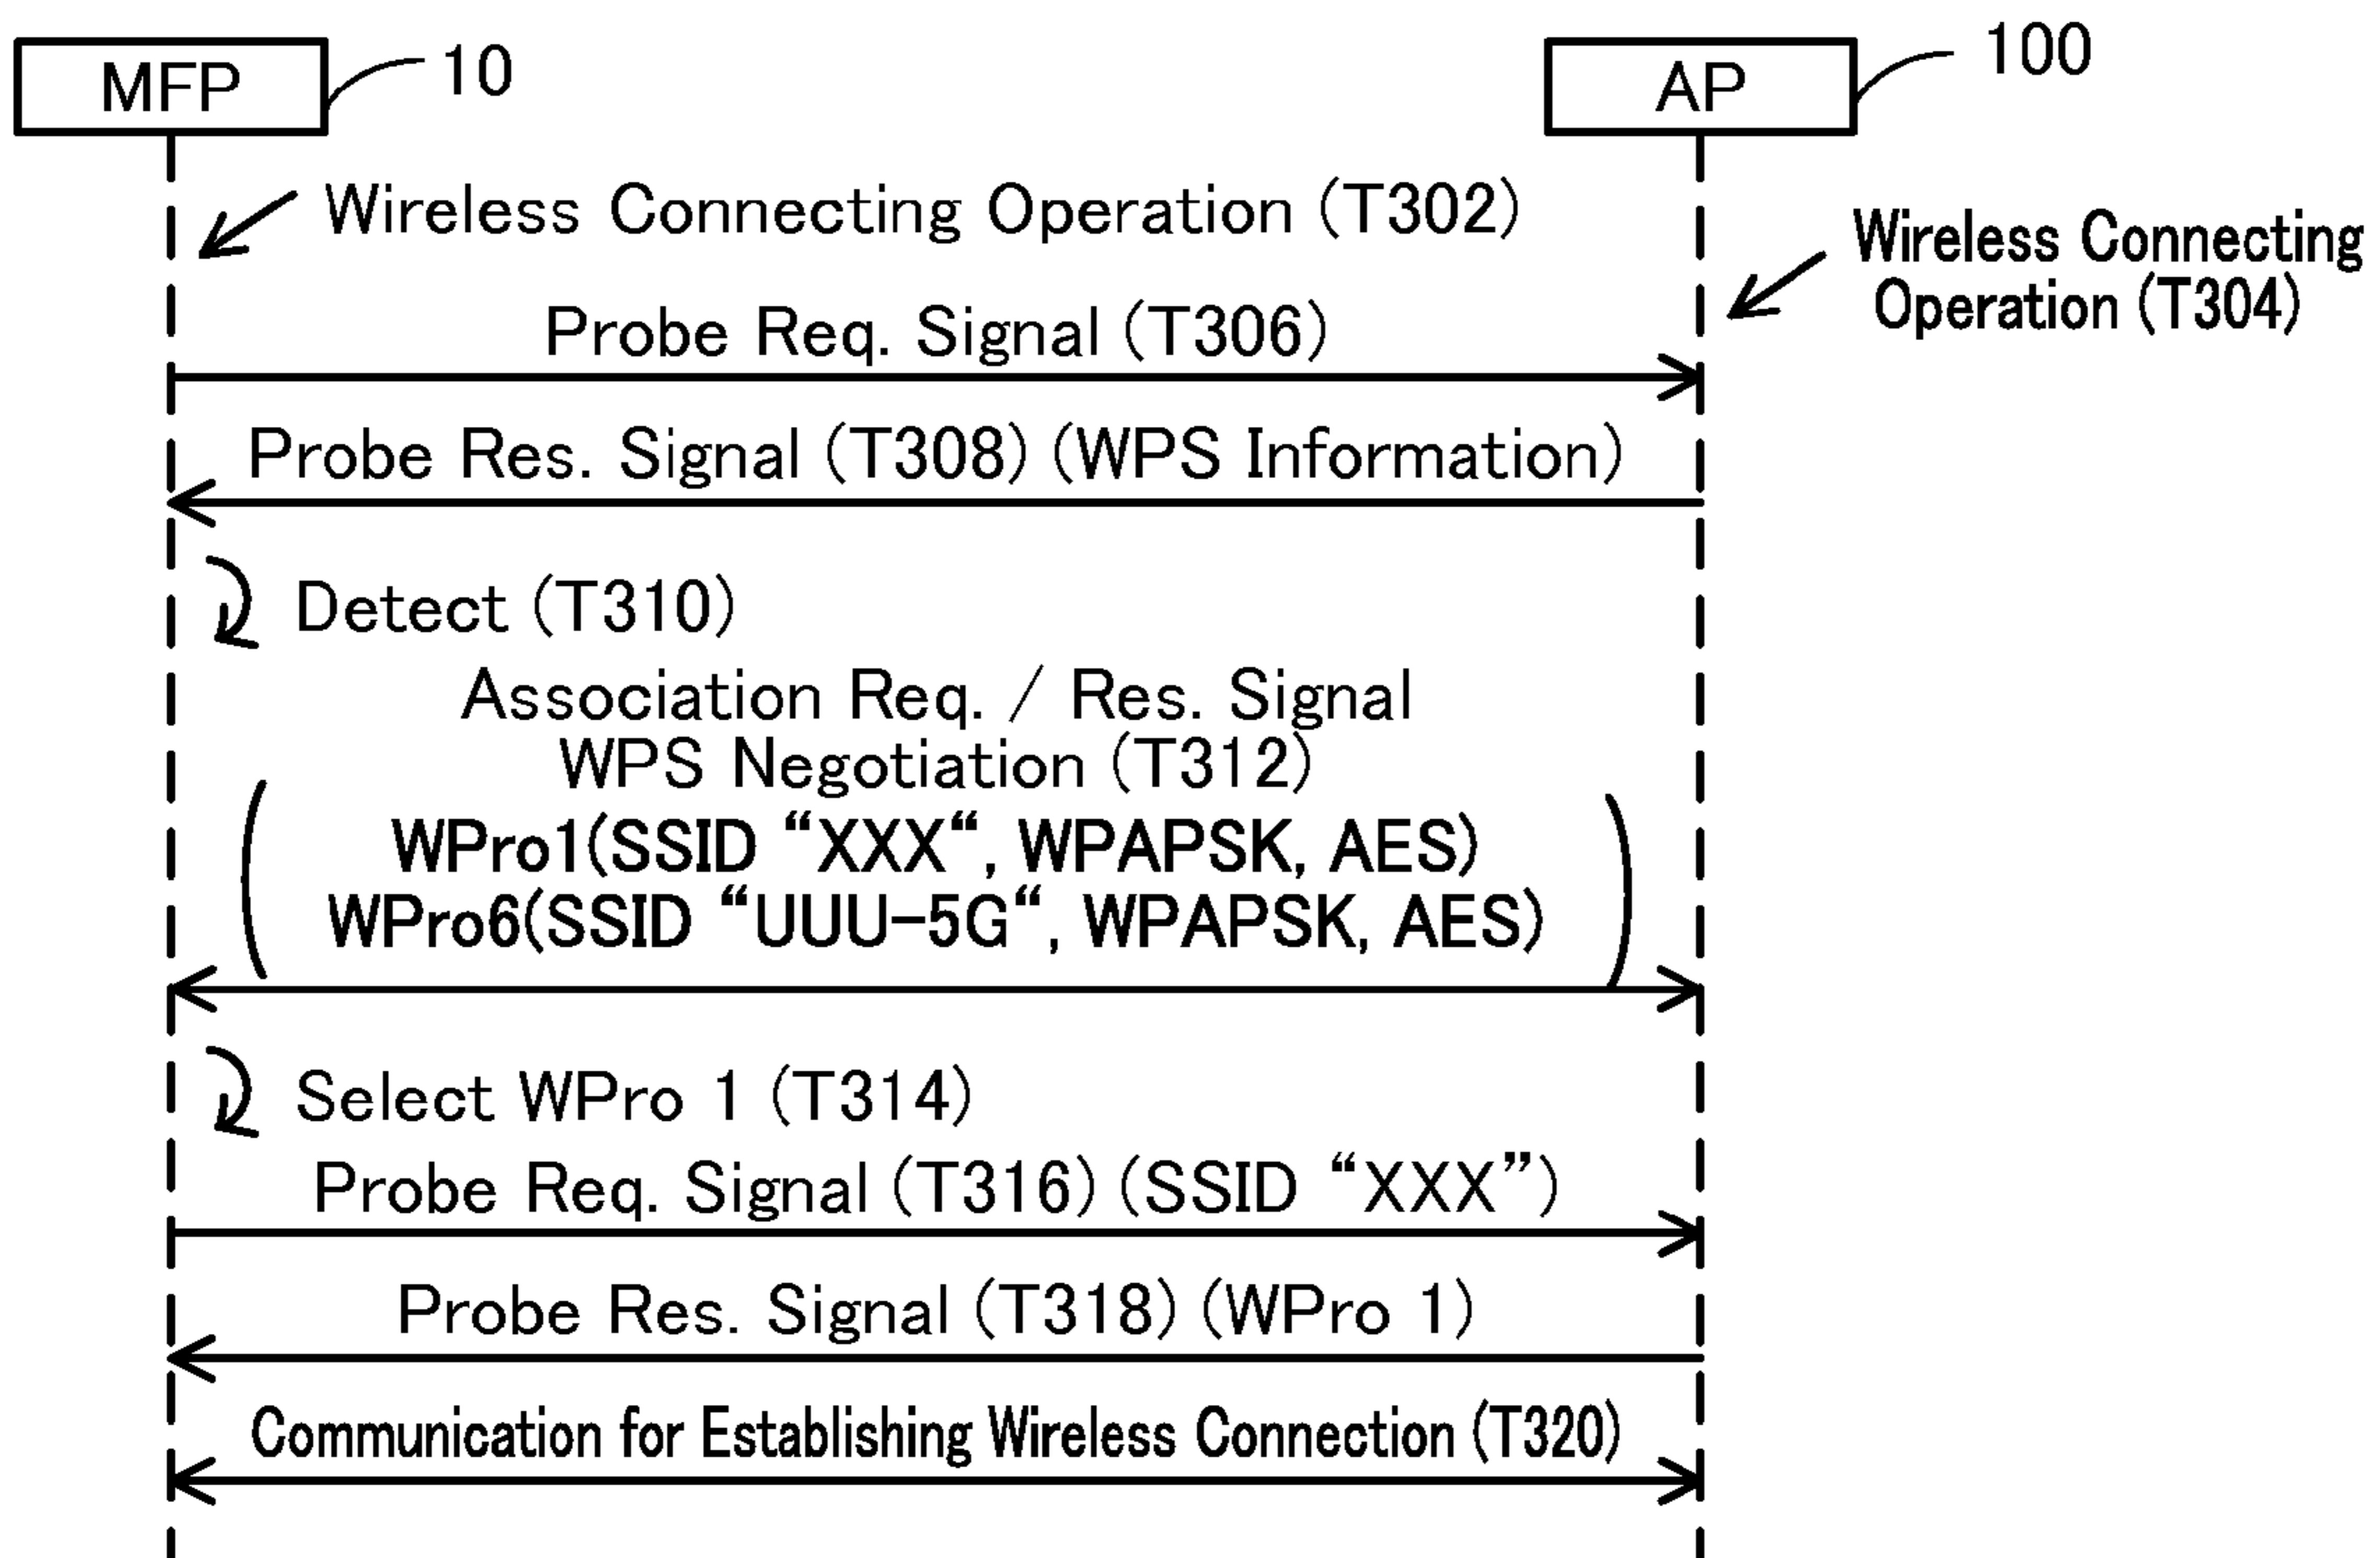 MFP 10 AP 100
Wireless Connecting Operation (T302)
Wireless Connecting
Operation (T304)
Probe Req. Signal (T306)
Probe Res. Signal (T308) (WPS Information)
Detect (T310)
Association Req. / Res. Signal
WPS Negotiation (T312)
WPro1(SSID “XXX“, WPAPSK, AES)
WPro6(SSID “UUU-5G“, WPAPSK, AES)
Select WPro 1 (T314)
Probe Req. Signal (T316) (SSID “XXX”)
Probe Res. Signal (T318) (WPro 1)
Communication for Establishing Wireless Connection (T320)